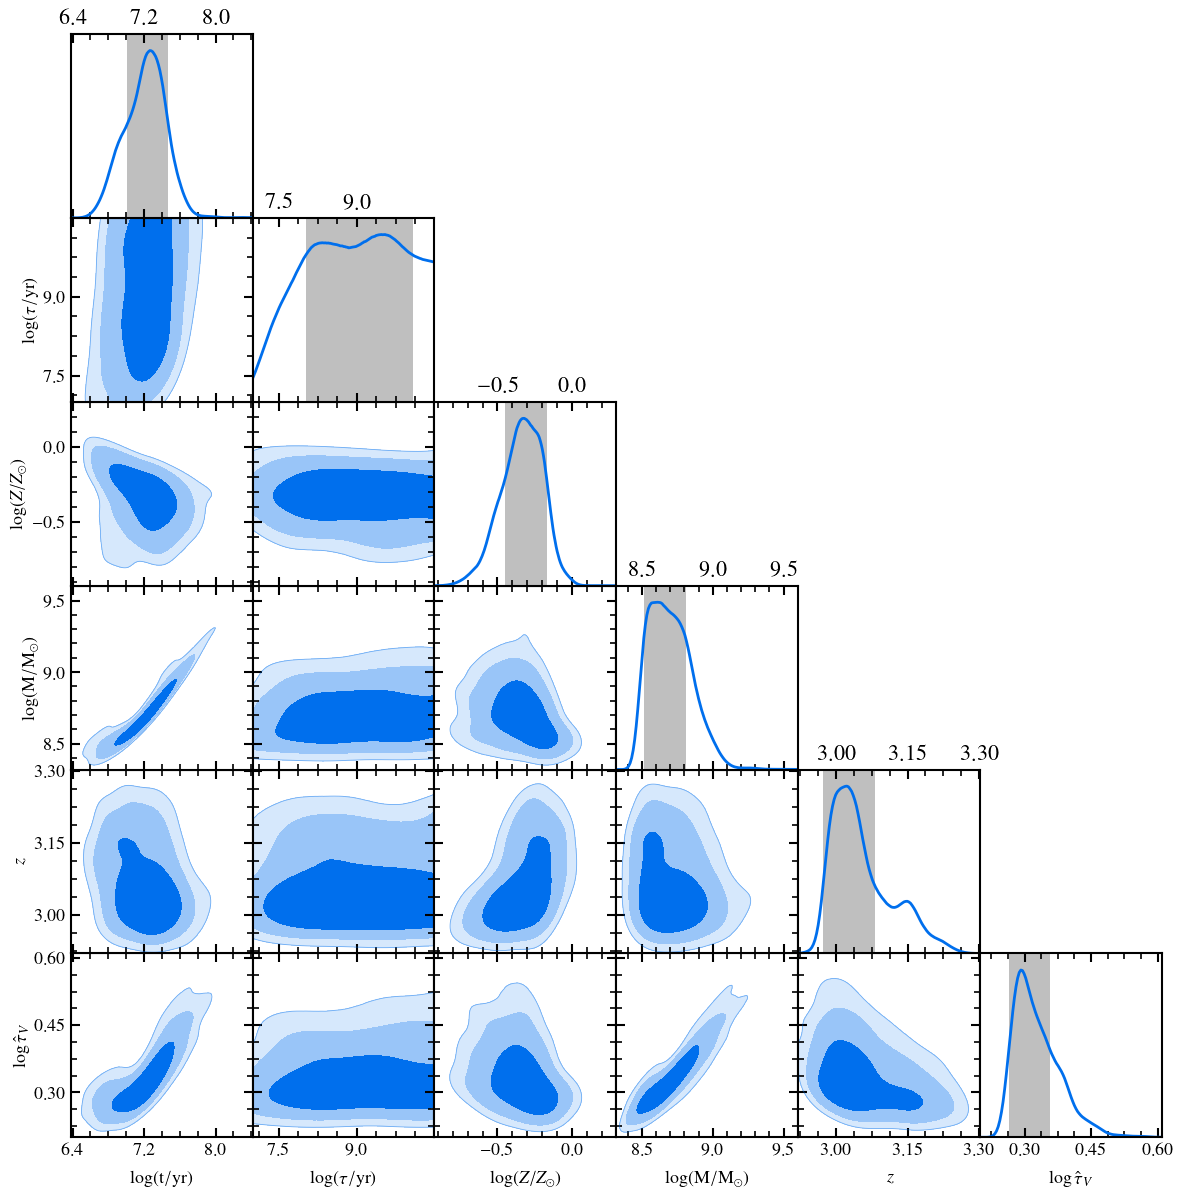 6.4 7.2 8.0
7.5 9.0
log(τ/yr)
9.0
7.5
−0.5 0.0
log(Z/Z⊙)
0.0
−0.5
8.5 9.0 9.5
log(M/M⊙)
9.5
9.0
8.5
3.00 3.15 3.30
z
3.30
3.15
3.00
log τ̂V
0.60
0.45
0.30
6.4 7.2 8.0 7.5 9.0 −0.5 0.0 8.5 9.0 9.5 3.00 3.15 3.30 0.30 0.45 0.60
log(t/yr) log(τ/yr) log(Z/Z⊙) log(M/M⊙) z log τ̂V